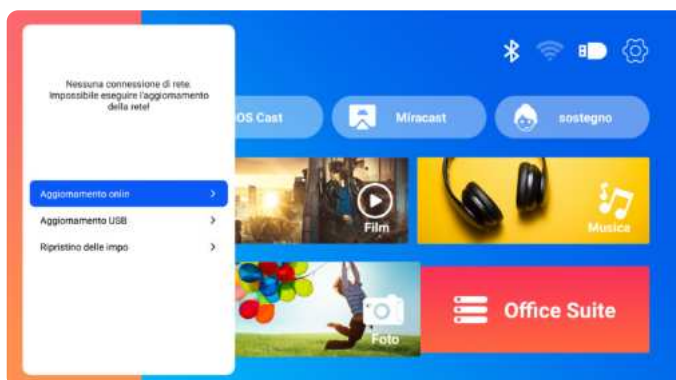 Nessuna connessione di rete.
Impossibile eseguire l'aggiornamento
della rete!
OS Cast
Miracast
sostegno
Aggiornamento onlin
Aggiornamento USB
Ripristino delle impo
Film
Musica
Foto
Office Suite